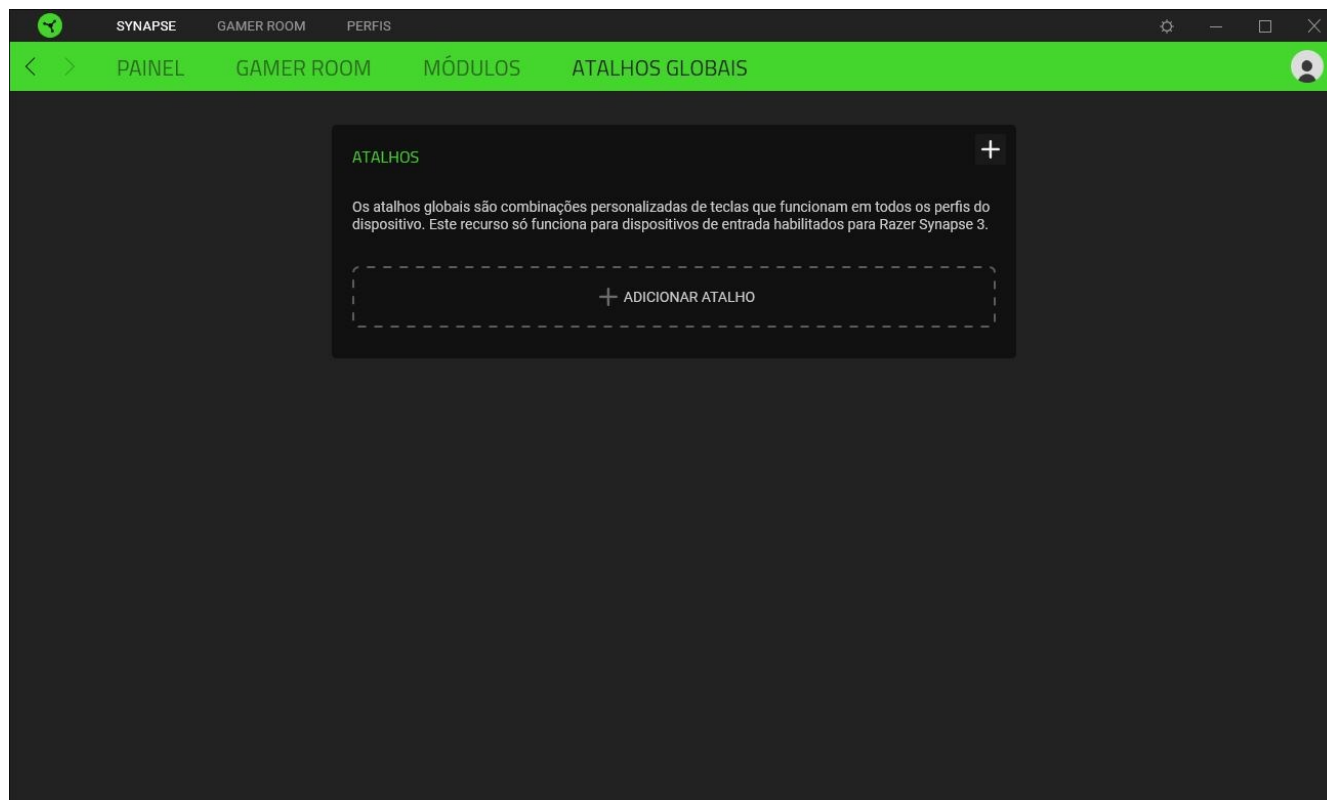 SYNAPSE GAMER ROOM PERFIS
PAINEL GAMER ROOM MÓDULOS ATALHOS GLOBAIS
ATALHOS
Os atalhos globais são combinações personalizadas de teclas que funcionam em todos os perfis do
dispositivo. Este recurso só funciona para dispositivos de entrada habilitados para Razer Synapse 3.
ADICIONAR ATALHO